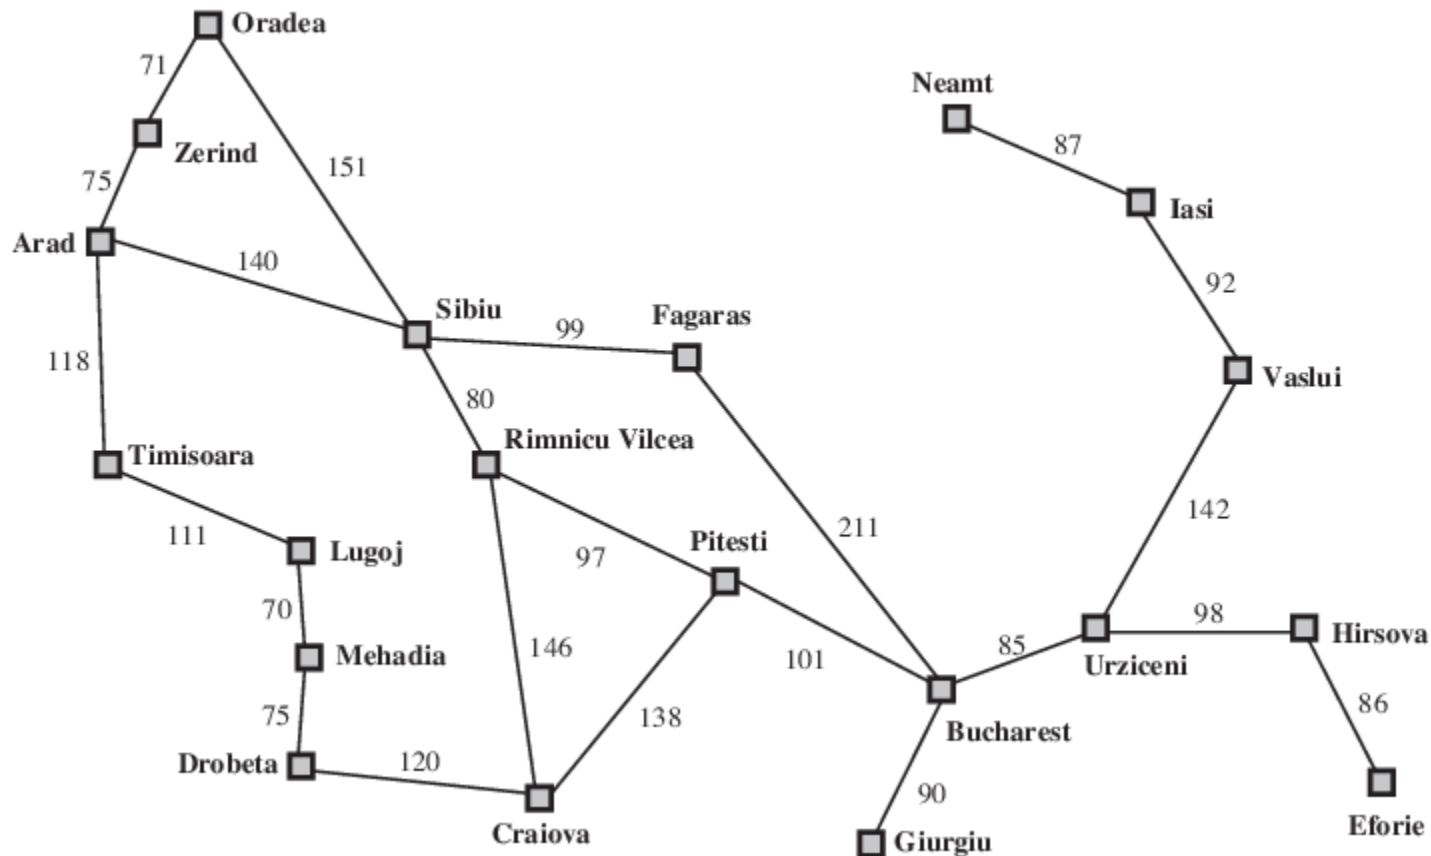 Oradea
71
Neamt
87
Zerind
151
75
Iasi
Arad
140
92
Sibiu
Fagaras
99
118
Vaslui
80
Rimnicu Vilcea
Timisoara
142
111
211
Pitesti
Lugoj
97
70
98
Hirsova
146
85
Mehadia
101
Urziceni
75
138
86
Bucharest
Drobeta
120
90
Eforie
Craiova
Giurgiu